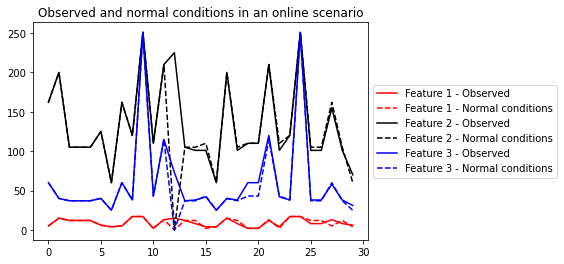 Observed and normal conditions in an online scenario
250
200
150
100
50
0
0 5 10 15 20 25 30
Feature 1 - Observed
Feature 1 - Normal conditions
Feature 2 - Observed
Feature 2 - Normal conditions
Feature 3 - Observed
Feature 3 - Normal conditions